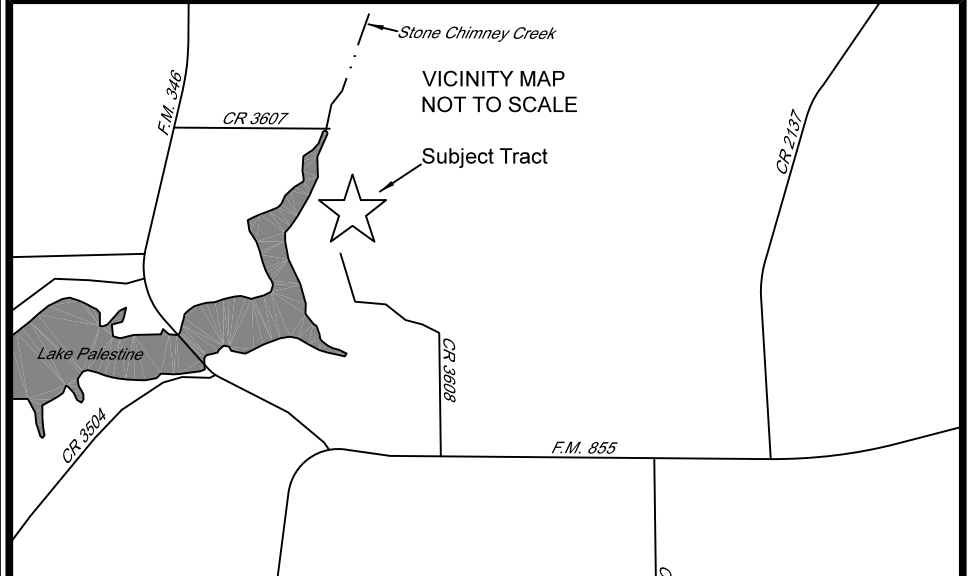 Stone Chimney Creek
VICINITY MAP
NOT TO SCALE
F.M. 346
CR 3607
CR 2137
Subject Tract
Lake Palestine
CR 3608
CR 3504
F.M. 855